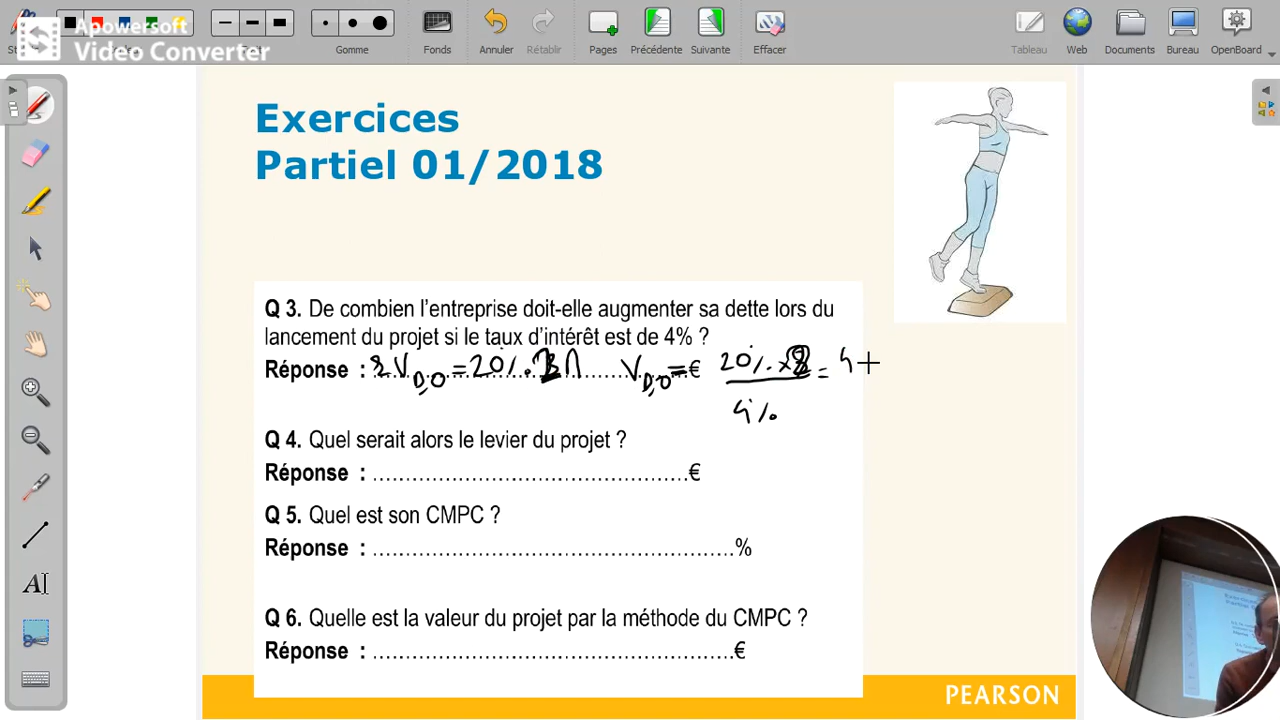 Apowersoft
Video Converter
Gomme
Fonds
Annuler
Rétablir
Pages
Précédente
Suivante
Effacer
Tableau
Web
Documents
Bureau
OpenBoard
Exercices
Partiel 01/2018
Q 3. De combien l’entreprise doit-elle augmenter sa dette lors du
lancement du projet si le taux d’intérêt est de 4% ?
Réponse : € 
20%
= 4
4%
Q 4. Quel serait alors le levier du projet ?
Réponse : ................................................€
Q 5. Quel est son CMPC ?
Réponse : .......................................................%
Q 6. Quelle est la valeur du projet par la méthode du CMPC ?
Réponse : .......................................................€
PEARSON